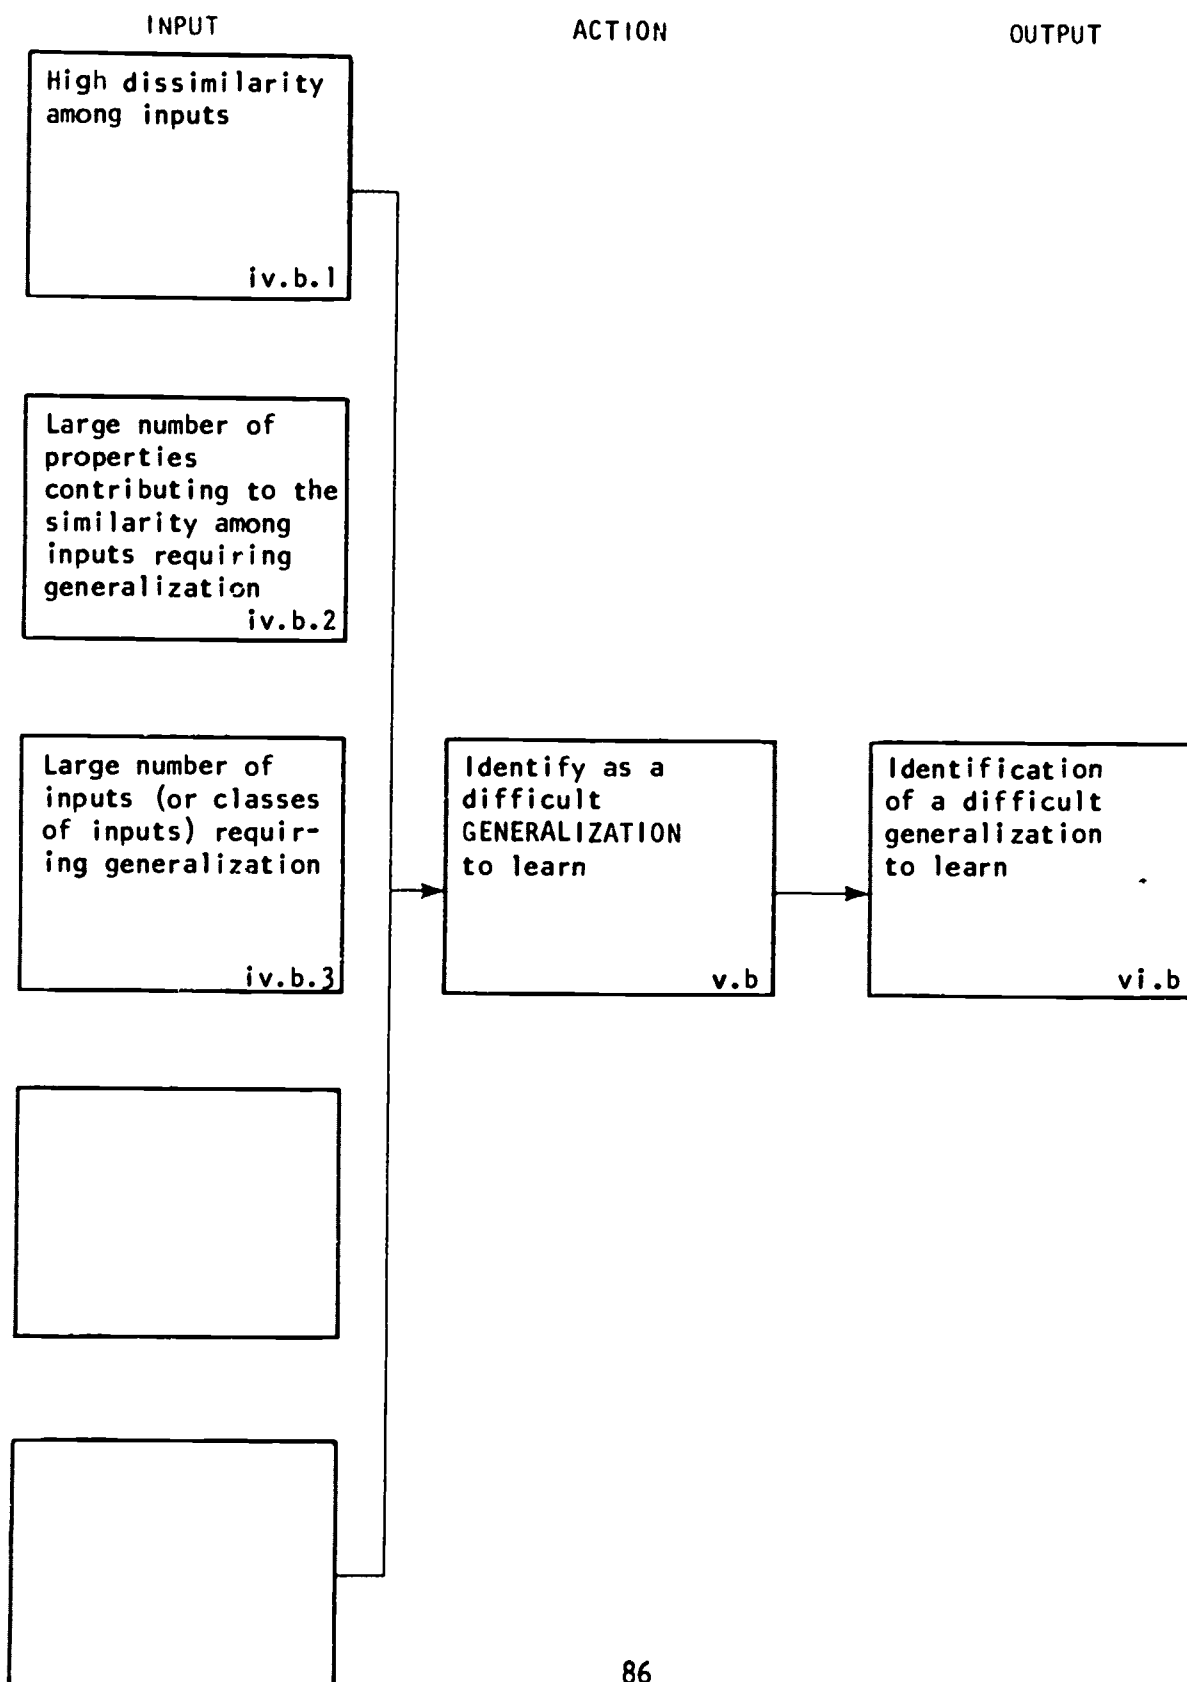 INPUT
ACTION
OUTPUT
High dissimilarity
among inputs
iv.b.1
Large number of
properties
contributing to the
similarity among
inputs requiring
generalization
iv.b.2
Large number of
inputs (or classes
of inputs) requir-
ing generalization
iv.b.3
Identify as a
difficult
GENERALIZATION
to learn
v.b
Identification
of a difficult
generalization
to learn
vi.b
86